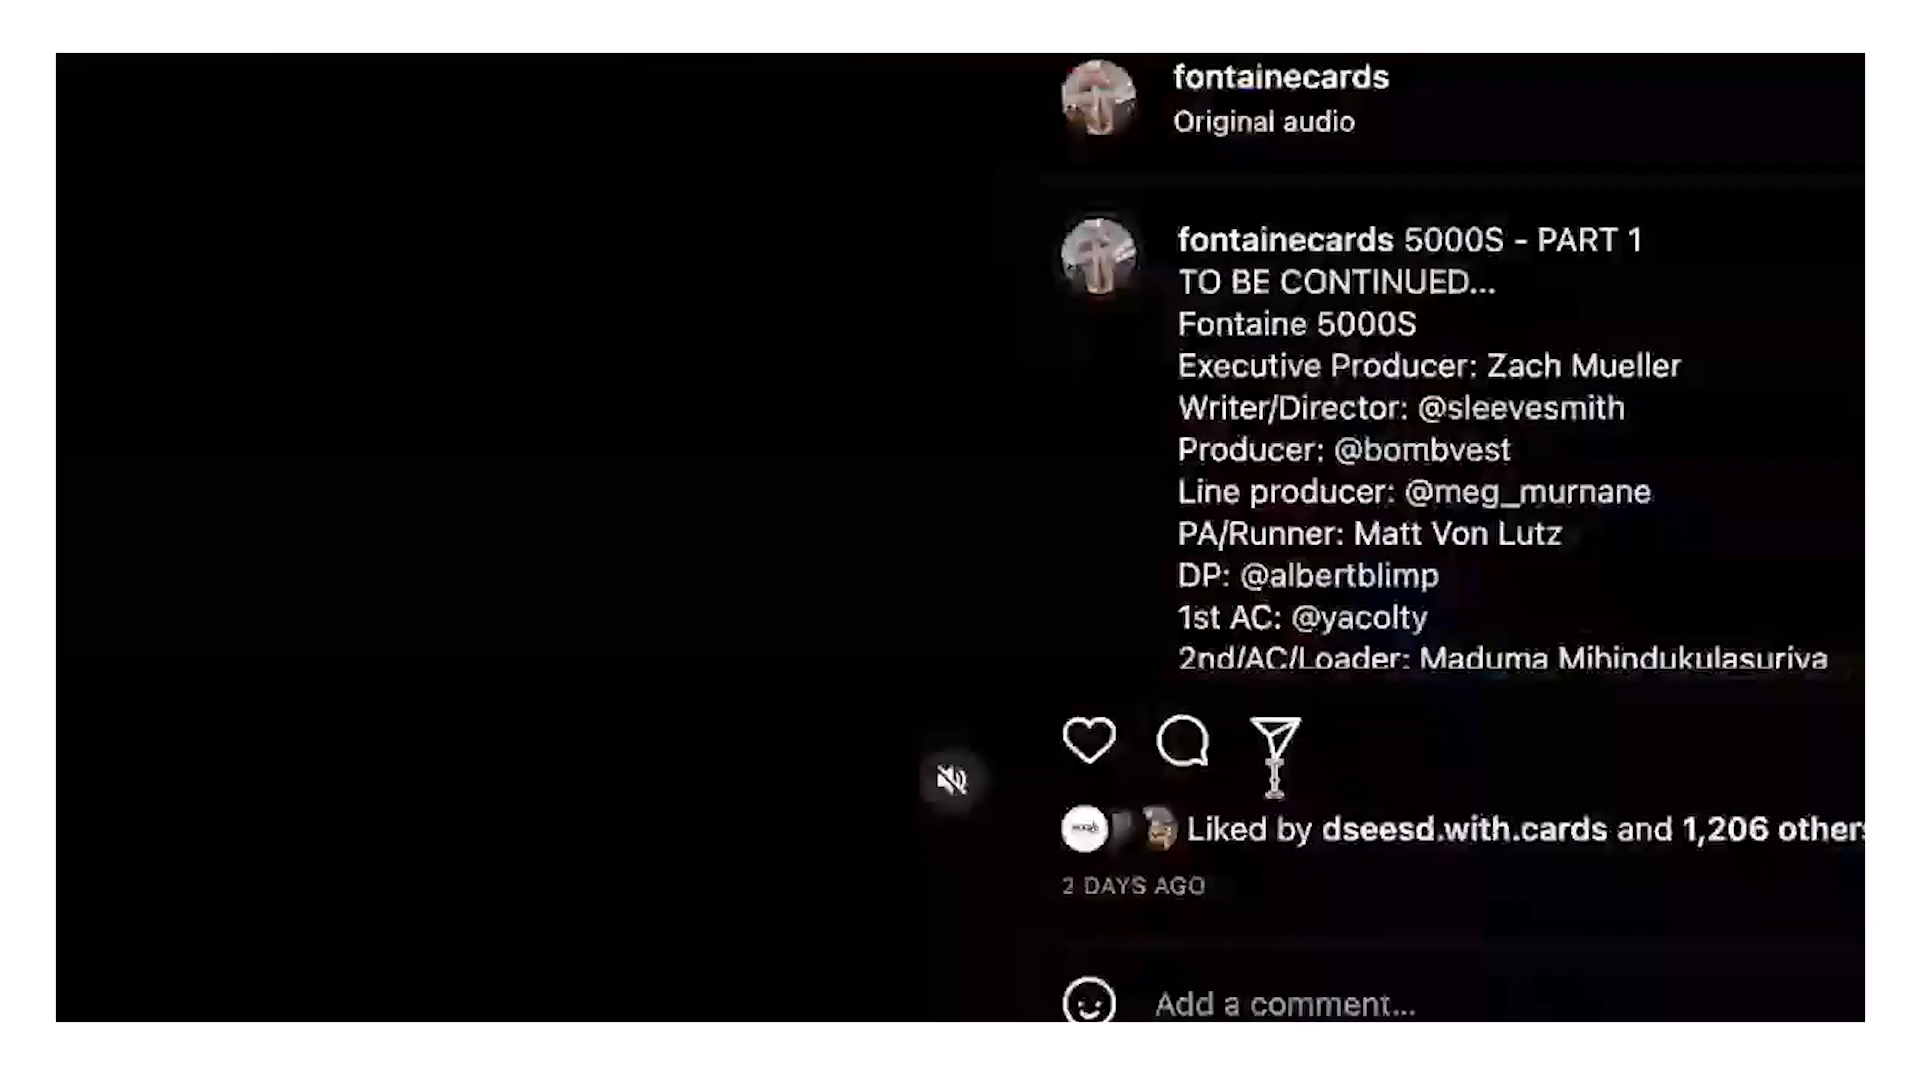 fontainecards
Original audio
fontainecards 5000S - PART 1
TO BE CONTINUED...
Fontaine 5000S
Executive Producer: Zach Mueller
Writer/Director: @sleevesmith
Producer: @bombvest
Line producer: @meg_murnane
PA/Runner: Matt Von Lutz
DP: @albertblimp
1st AC: @yacolty
2nd/AC/Loader: Maduma Mihindukulasuriya
Liked by dseesd.with.cards and 1,206 others
2 DAYS AGO
Add a comment...